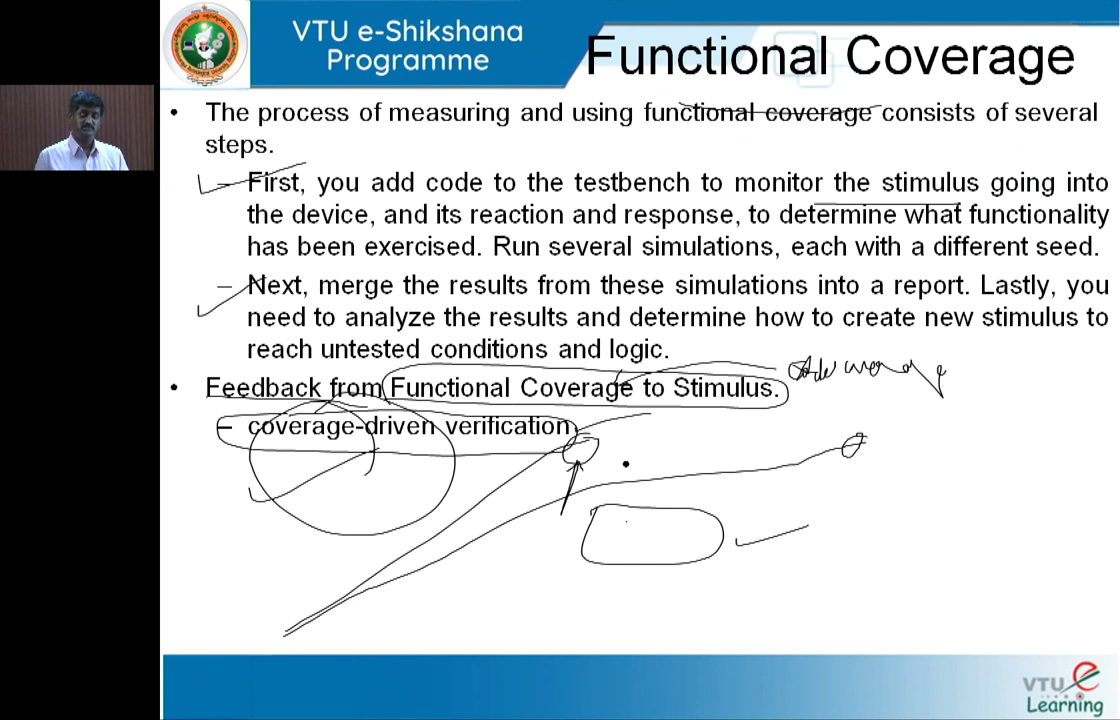 VTU e-Shikshana
Programme
Functional Coverage
• The process of measuring and using functional coverage consists of several
steps.
– First, you add code to the testbench to monitor the stimulus going into
the device, and its reaction and response, to determine what functionality
has been exercised. Run several simulations, each with a different seed.
– Next, merge the results from these simulations into a report. Lastly, you
need to analyze the results and determine how to create new stimulus to
reach untested conditions and logic.
• Feedback from Functional Coverage to Stimulus.
– coverage-driven verification
VTU e
Learning